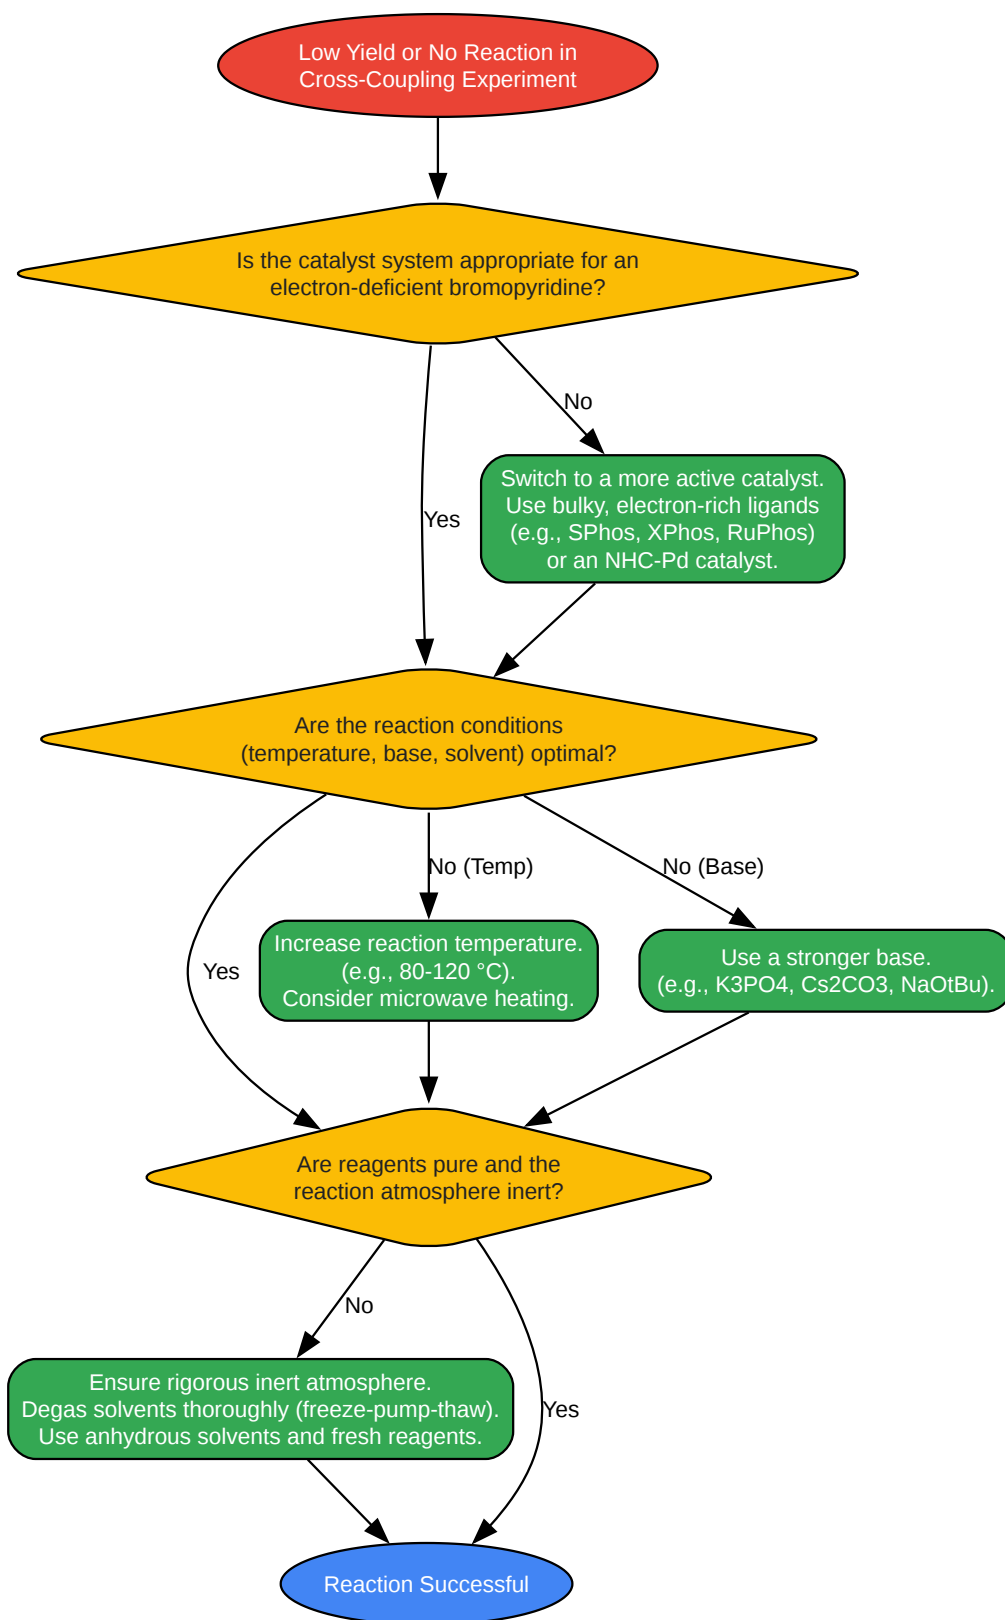 Low Yield or No Reaction in
Cross-Coupling Experiment
Is the catalyst system appropriate for an
electron-deficient bromopyridine?
No
Switch to a more active catalyst.
Use bulky, electron-rich ligands
(e.g., SPhos, XPhos, RuPhos)
or an NHC-Pd catalyst.
Yes
Are the reaction conditions
(temperature, base, solvent) optimal?
No (Temp)
No (Base)
Yes
Increase reaction temperature.
(e.g., 80-120 °C).
Consider microwave heating.
Use a stronger base.
(e.g., K3PO4, Cs2CO3, NaOtBu).
Are reagents pure and the
reaction atmosphere inert?
No
Ensure rigorous inert atmosphere.
Degas solvents thoroughly (freeze-pump-thaw).
Use anhydrous solvents and fresh reagents.
Yes
Reaction Successful